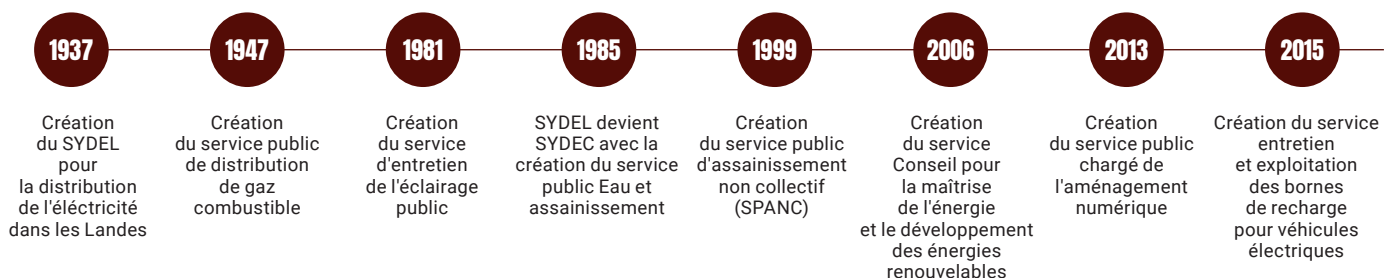 1937
Création
du SYDEL
pour
la distribution
de l'éléctricité
dans les Landes
1947
Création
du service public
de distribution
de gaz
combustible
1981
Création
du service
d'entretien
de l'éclairage
public
1985
SYDEL devient
SYDEC avec la
création du service
public Eau et
assainissement
1999
Création
du service public
d'assainissement
non collectif
(SPANC)
2006
Création
du service
Conseil pour
la maîtrise
de l'énergie
et le développement
des énergies
renouvelables
2013
Création
du service public
chargé de
l'aménagement
numérique
2015
Création du service
entretien
et exploitation
des bornes
de recharge
pour véhicules
électriques